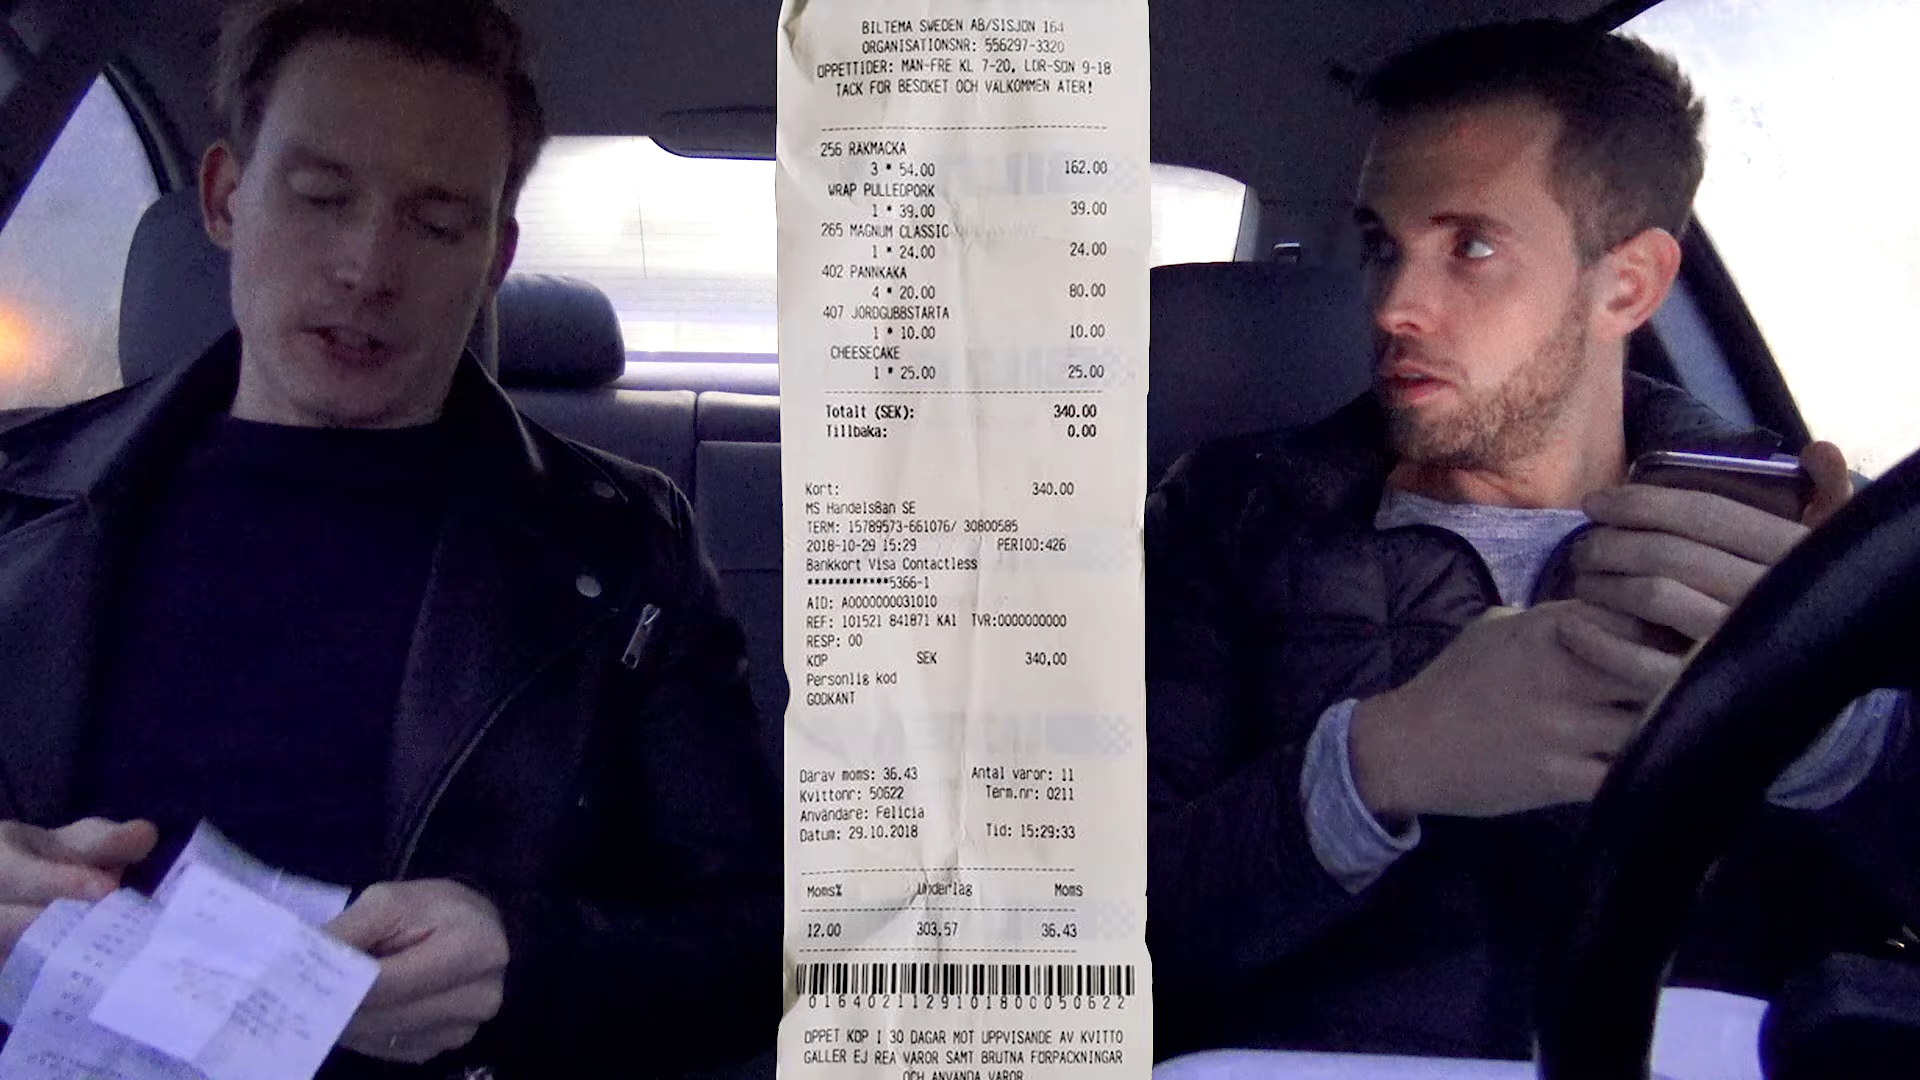 BILTEMA SWEDEN AB/SISJON 164
ORGANISATIONSNR: 556297-3320
OPPETTIDER: MAN-FRE KL 7-20, LOR-SON 9-18
TACK FOR BESOKET OCH VALKOMMEN ATER!
256 RAKMACKA
3 * 54.00 162.00
WRAP PULLEDPORK
1 * 39.00 39.00
265 MAGNUM CLASSIC
1 * 24.00 24.00
402 PANNKAKA
4 * 20.00 80.00
407 JORDGUBBSTARTA
1 * 10.00 10.00
CHEESECAKE
1 * 25.00 25.00
Totalt (SEK): 340.00
Tillbaka: 0.00
Kort: 340.00
MS HandelsBan SE
TERM: 15789573-661076/ 30800585
2018-10-29 15:29 PERIOD:426
Bankkort Visa Contactless
************5366-1
AID: A0000000031010
REF: 101521 841871 KA1 TVR:0000000000
RESP: 00
KOP SEK 340,00
Personlig kod
GODKANT
Darav moms: 36.43 Antal varor: 11
Kvittonr: 50622 Term.nr: 0211
Anvandare: Felicia
Datum: 29.10.2018 Tid: 15:29:33
Moms% Underlag Moms
12.00 303.57 36.43
0164021129101800050622
OPPET KOP I 30 DAGAR MOT UPPVISANDE AV KVITTO
GALLER EJ REA VAROR SAMT BRUTNA FORPACKNINGAR
OCH ANVANDA VAROR